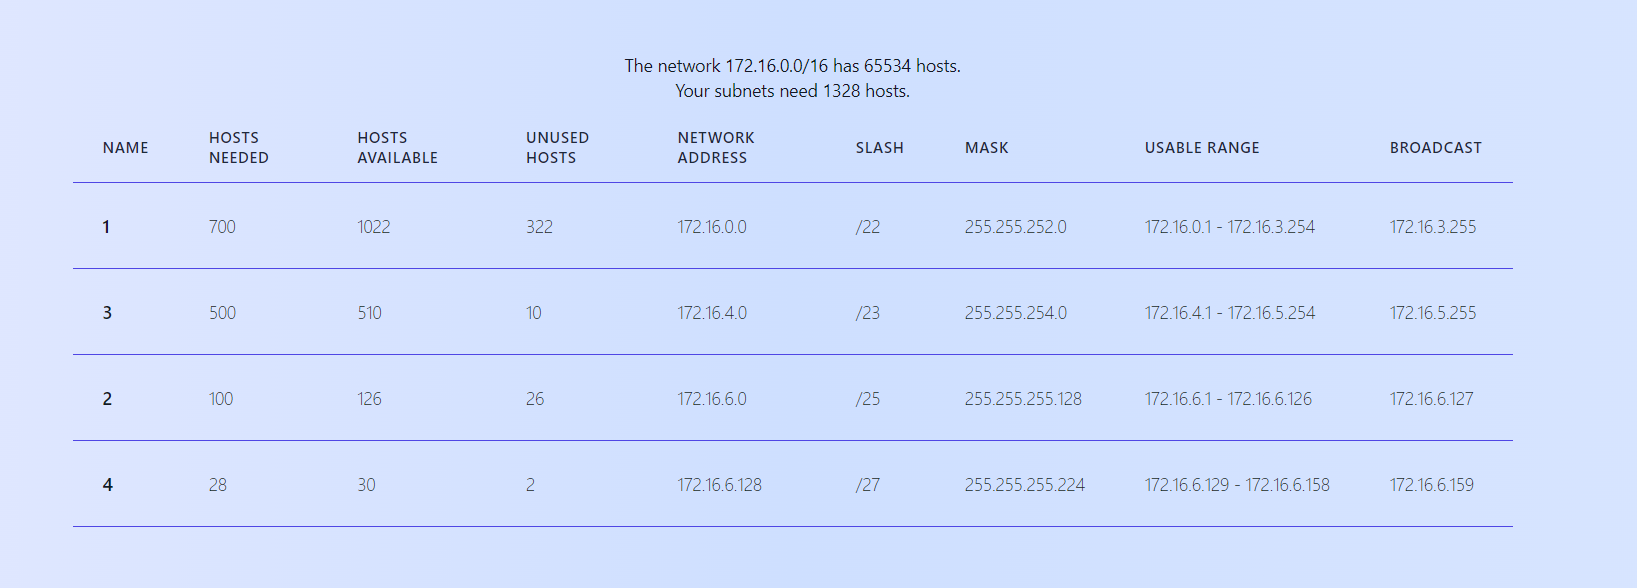 The network 172.16.0.0/16 has 65534 hosts.
Your subnets need 1328 hosts.
NAME HOSTS NEEDED HOSTS AVAILABLE UNUSED HOSTS NETWORK ADDRESS SLASH MASK USABLE RANGE BROADCAST
1 700 1022 322 172.16.0.0 /22 255.255.252.0 172.16.0.1 - 172.16.3.254 172.16.3.255
3 500 510 10 172.16.4.0 /23 255.255.254.0 172.16.4.1 - 172.16.5.254 172.16.5.255
2 100 126 26 172.16.6.0 /25 255.255.255.128 172.16.6.1 - 172.16.6.126 172.16.6.127
4 28 30 2 172.16.6.128 /27 255.255.255.224 172.16.6.129 - 172.16.6.158 172.16.6.159